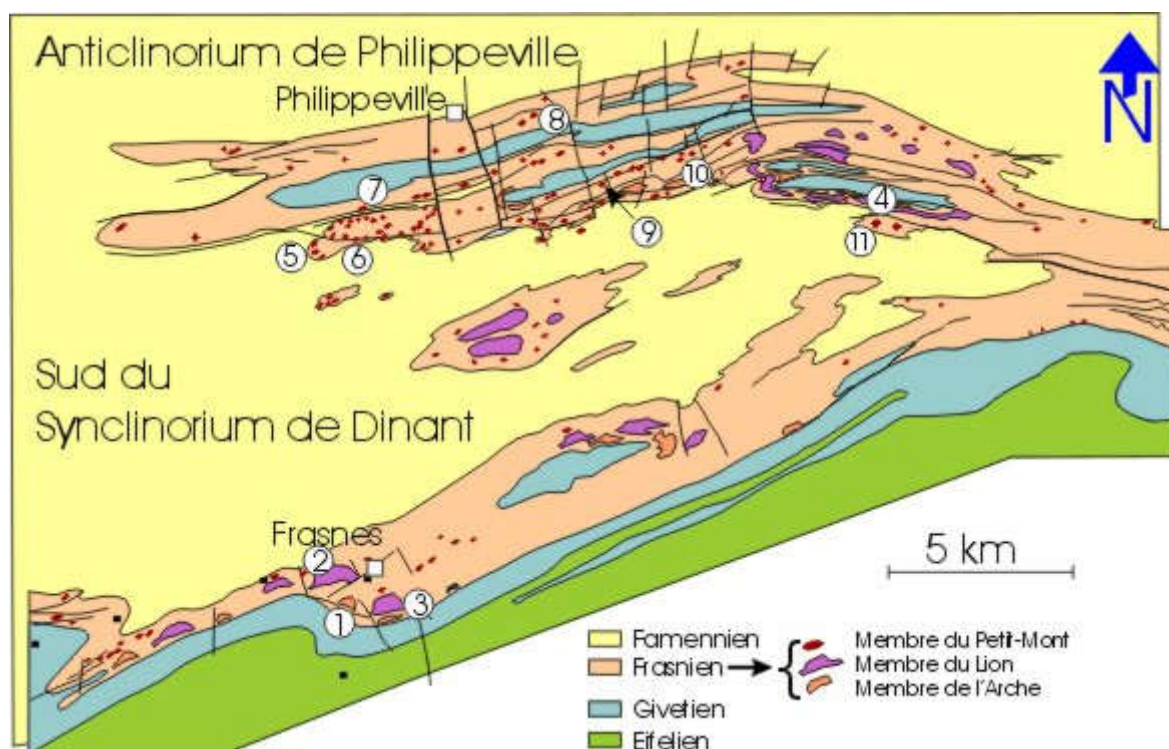 Anticlinorium de Philippeville
Philippeville
N
8
7
10
4
5
6
9
11
Sud du
Synclinorium de Dinant
Frasnes
2
1
3
5 km
Famennien
Frasnien
Givetien
Eifelien
Membre du Petit-Mont
Membre du Lion
Membre de l'Arche